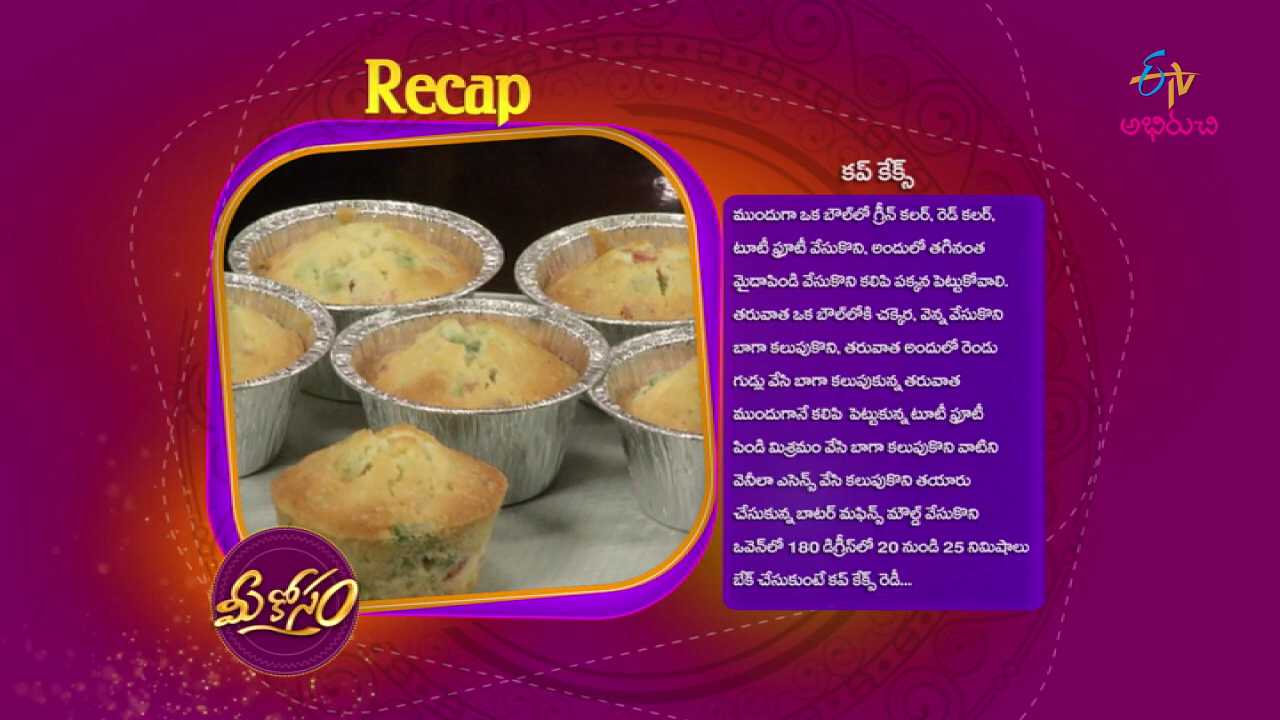 Recap
ETV
అభిరుచి
కప్ కేక్స్
ముందుగా ఒక బౌల్‌లో గ్రీన్ కలర్, రెడ్ కలర్,
టూటీ ఫ్రూటీ వేసుకొని, అందులో తగినంత
మైదాపిండి వేసుకొని కలిపి పక్కన పెట్టుకోవాలి.
తరువాత ఒక బౌల్‌లోకి చక్కెర, వెన్న వేసుకొని
బాగా కలుపుకొని, తరువాత అందులో రెండు
గుడ్లు వేసి బాగా కలుపుకున్న తరువాత
ముందుగానే కలిపి పెట్టుకున్న టూటీ ఫ్రూటీ
పిండి మిశ్రమం వేసి బాగా కలుపుకొని వాటిని
వెనీలా ఎసెన్స్ వేసి కలుపుకొని తయారు
చేసుకున్న బాటర్ మఫిన్స్ మౌల్డ్ వేసుకొని
ఒవెన్‌లో 180 డిగ్రీస్‌లో 20 నుండి 25 నిమిషాలు
బేక్ చేసుకుంటే కప్ కేక్స్ రెడీ...
మీ కోసం